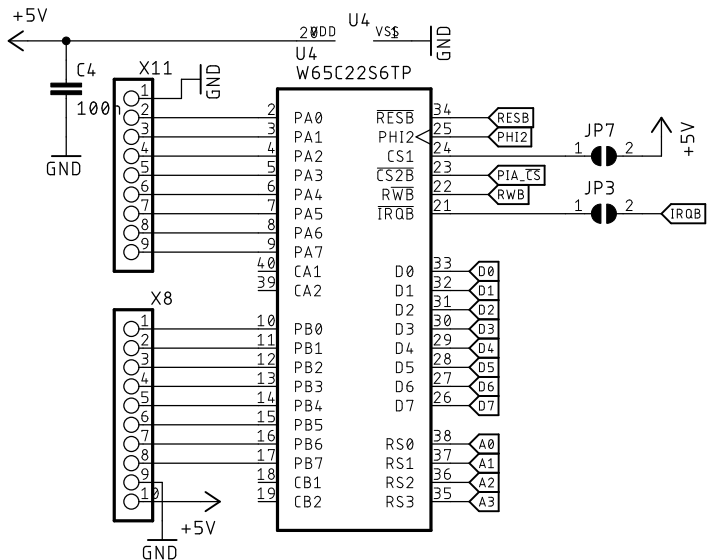 +5V
U4
20 VDD VSS 1
GND
U4
W65C22S6TP
C4
100n
GND
X11
GND
1
2
3
4
5
6
7
8
9
2 PA0
3 PA1
4 PA2
5 PA3
6 PA4
7 PA5
8 PA6
9 PA7
40 CA1
39 CA2
10 PB0
11 PB1
12 PB2
13 PB3
14 PB4
15 PB5
16 PB6
17 PB7
18 CB1
19 CB2
RESB 34 RESB
PHI2 25 PHI2
CS1 24
CS2B 23 PIA_CS
RWB 22 RWB
IRQB 21
JP7
1 2
+5V
JP3
1 2 IRQB
D0 33 D0
D1 32 D1
D2 31 D2
D3 30 D3
D4 29 D4
D5 28 D5
D6 27 D6
D7 26 D7
RS0 38 A0
RS1 37 A1
RS2 36 A2
RS3 35 A3
X8
1
2
3
4
5
6
7
8
9
10
+5V
GND